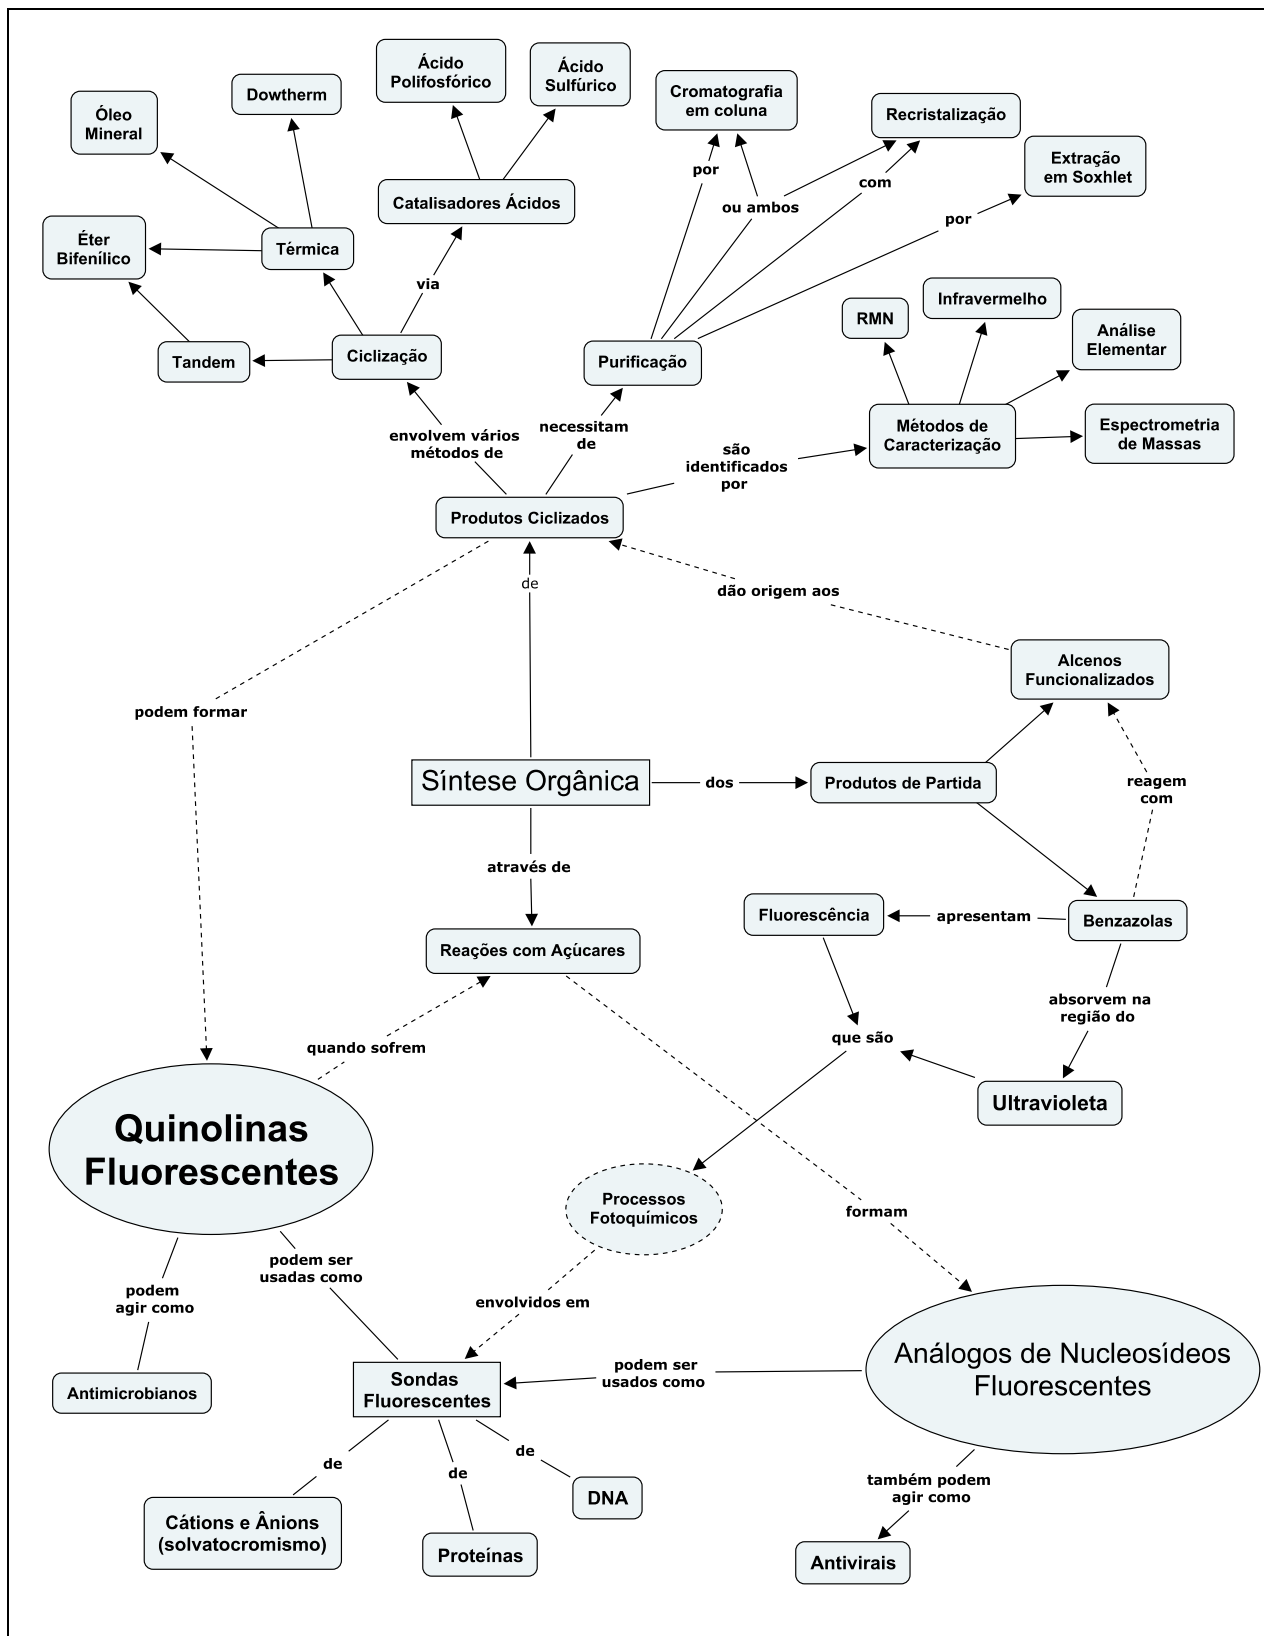 Ácido
Polifosfórico
Ácido
Sulfúrico
Cromatografia
em coluna
Dowtherm
Recristalização
Óleo
Mineral
Extração
em Soxhlet
por
com
Catalisadores Ácidos
ou ambos
por
Éter
Bifenílico
Térmica
via
Infravermelho
RMN
Análise
Elementar
Tandem
Ciclização
Purificação
envolvem vários
métodos de
necessitam
de
Métodos de
Caracterização
Espectrometria
de Massas
são
identificados
por
Produtos Ciclizados
de
dão origem aos
Alcenos
Funcionalizados
podem formar
Síntese Orgânica
dos
Produtos de Partida
reagem
com
através de
Fluorescência
apresentam
Benzazolas
Reações com Açúcares
absorvem na
região do
quando sofrem
que são
Ultravioleta
Quinolinas
Fluorescentes
Processos
Fotoquímicos
formam
podem ser
usadas como
podem
agir como
envolvidos em
Análogos de Nucleosídeos
Fluorescentes
podem ser
usados como
Antimicrobianos
Sondas
Fluorescentes
de
de
de
também podem
agir como
DNA
Cátions e Ânions
(solvatocromismo)
Proteínas
Antivirais